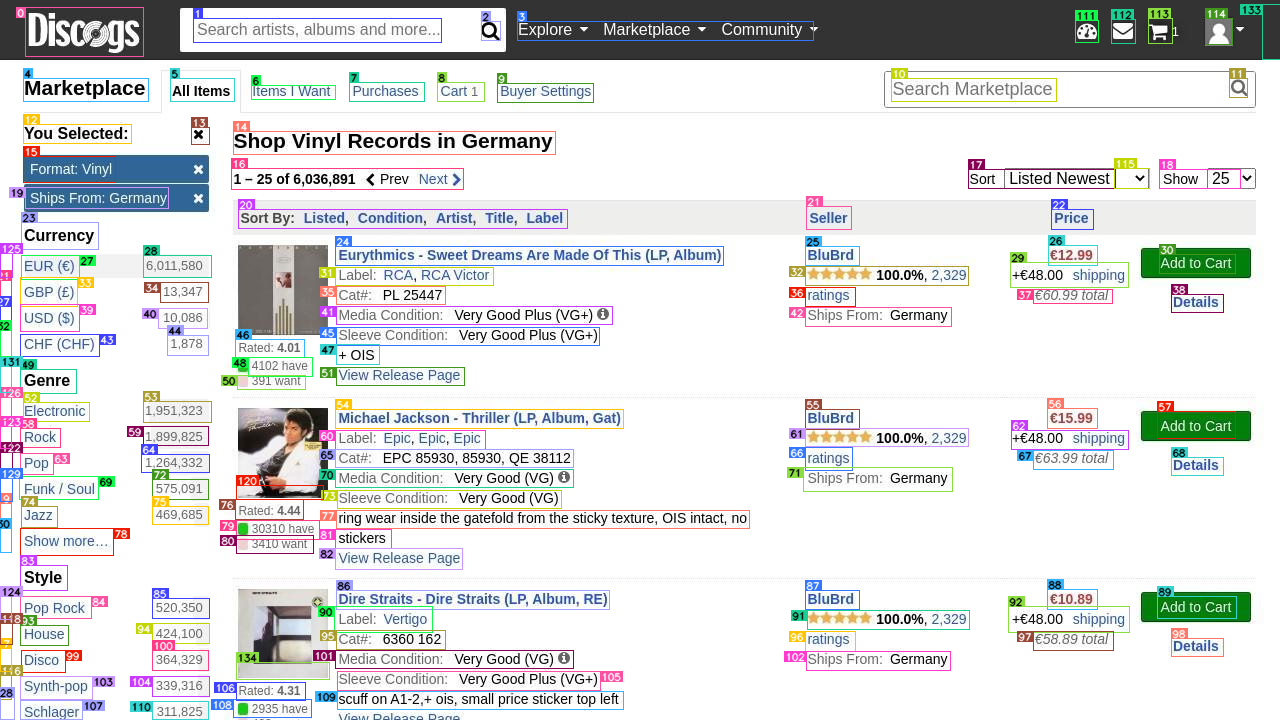 Discogs
Search artists, albums and more...
Explore Marketplace Community
1
Marketplace
All Items
Items I Want
Purchases
Cart 1
Buyer Settings
Search Marketplace
You Selected:
Format: Vinyl
Ships From: Germany
Currency
EUR (€) 6,011,580
GBP (£) 13,347
USD ($) 10,086
CHF (CHF) 1,878
Genre
Electronic 1,951,323
Rock 1,899,825
Pop 1,264,332
Funk / Soul 575,091
Jazz 469,685
Show more…
Style
Pop Rock 520,350
House 424,100
Disco 364,329
Synth-pop 339,316
Schlager 311,825
Shop Vinyl Records in Germany
1 – 25 of 6,036,891 Prev Next
Sort Listed Newest
Show 25
Sort By: Listed, Condition, Artist, Title, Label
Seller
Price
Eurythmics - Sweet Dreams Are Made Of This (LP, Album)
Label: RCA, RCA Victor
Cat#: PL 25447
Media Condition: Very Good Plus (VG+)
Sleeve Condition: Very Good Plus (VG+)
+ OIS
View Release Page
Rated: 4.01
4102 have
391 want
BluBrd
100.0%, 2,329
ratings
Ships From: Germany
€12.99
+€48.00 shipping
€60.99 total
Add to Cart
Details
Michael Jackson - Thriller (LP, Album, Gat)
Label: Epic, Epic, Epic
Cat#: EPC 85930, 85930, QE 38112
Media Condition: Very Good (VG)
Sleeve Condition: Very Good (VG)
ring wear inside the gatefold from the sticky texture, OIS intact, no
stickers
View Release Page
Rated: 4.44
30310 have
3410 want
BluBrd
100.0%, 2,329
ratings
Ships From: Germany
€15.99
+€48.00 shipping
€63.99 total
Add to Cart
Details
Dire Straits - Dire Straits (LP, Album, RE)
Label: Vertigo
Cat#: 6360 162
Media Condition: Very Good (VG)
Sleeve Condition: Very Good Plus (VG+)
scuff on A1-2,+ ois, small price sticker top left
View Release Page
Rated: 4.31
2935 have
BluBrd
100.0%, 2,329
ratings
Ships From: Germany
€10.89
+€48.00 shipping
€58.89 total
Add to Cart
Details